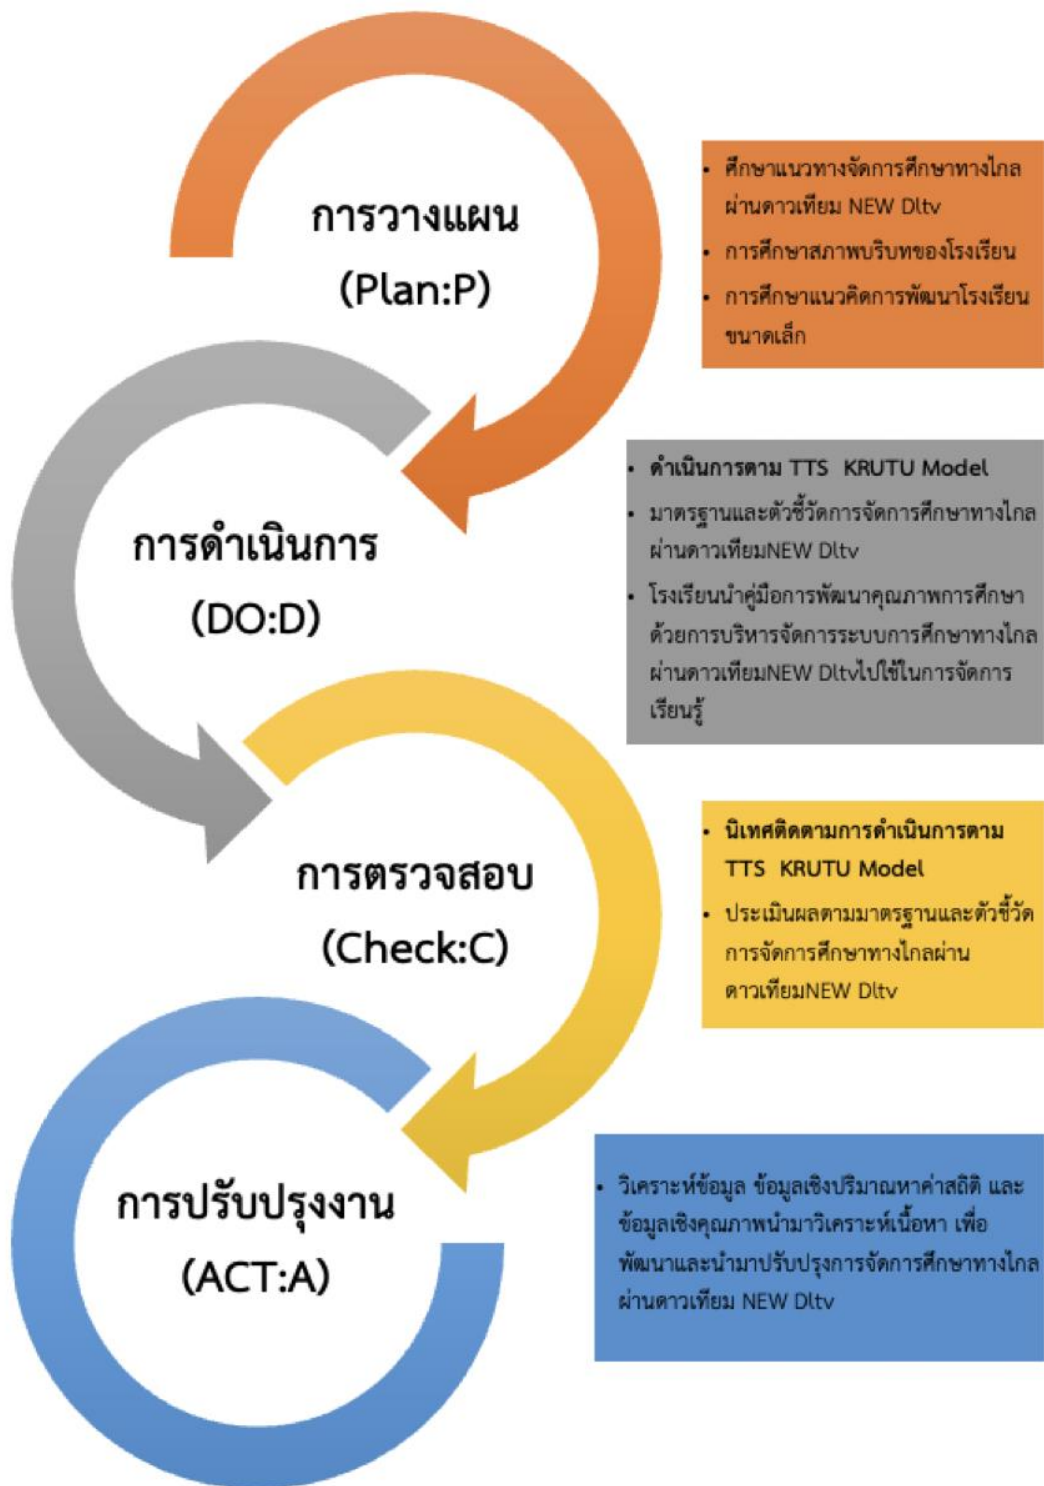 การวางแผน
(Plan:P)
• ศึกษาแนวทางจัดการศึกษาทางไกล
ผ่านดาวเทียม NEW Dltv
• การศึกษาสภาพบริบทของโรงเรียน
• การศึกษาแนวคิดการพัฒนาโรงเรียน
ขนาดเล็ก
การดำเนินการ
(DO:D)
• ดำเนินการตาม TTS KRUTU Model
• มาตรฐานและตัวชี้วัดการจัดการศึกษาทางไกล
ผ่านดาวเทียมNEW Dltv
• โรงเรียนนำคู่มือการพัฒนาคุณภาพการศึกษา
ด้วยการบริหารจัดการระบบการศึกษาทางไกล
ผ่านดาวเทียมNEW Dltvไปใช้ในการจัดการ
เรียนรู้
การตรวจสอบ
(Check:C)
• นิเทศติดตามการดำเนินการตาม
TTS KRUTU Model
• ประเมินผลตามมาตรฐานและตัวชี้วัด
การจัดการศึกษาทางไกลผ่าน
ดาวเทียมNEW Dltv
การปรับปรุงงาน
(ACT:A)
• วิเคราะห์ข้อมูล ข้อมูลเชิงปริมาณหาค่าสถิติ และ
ข้อมูลเชิงคุณภาพนำมาวิเคราะห์เนื้อหา เพื่อ
พัฒนาและนำมาปรับปรุงการจัดการศึกษาทางไกล
ผ่านดาวเทียม NEW Dltv